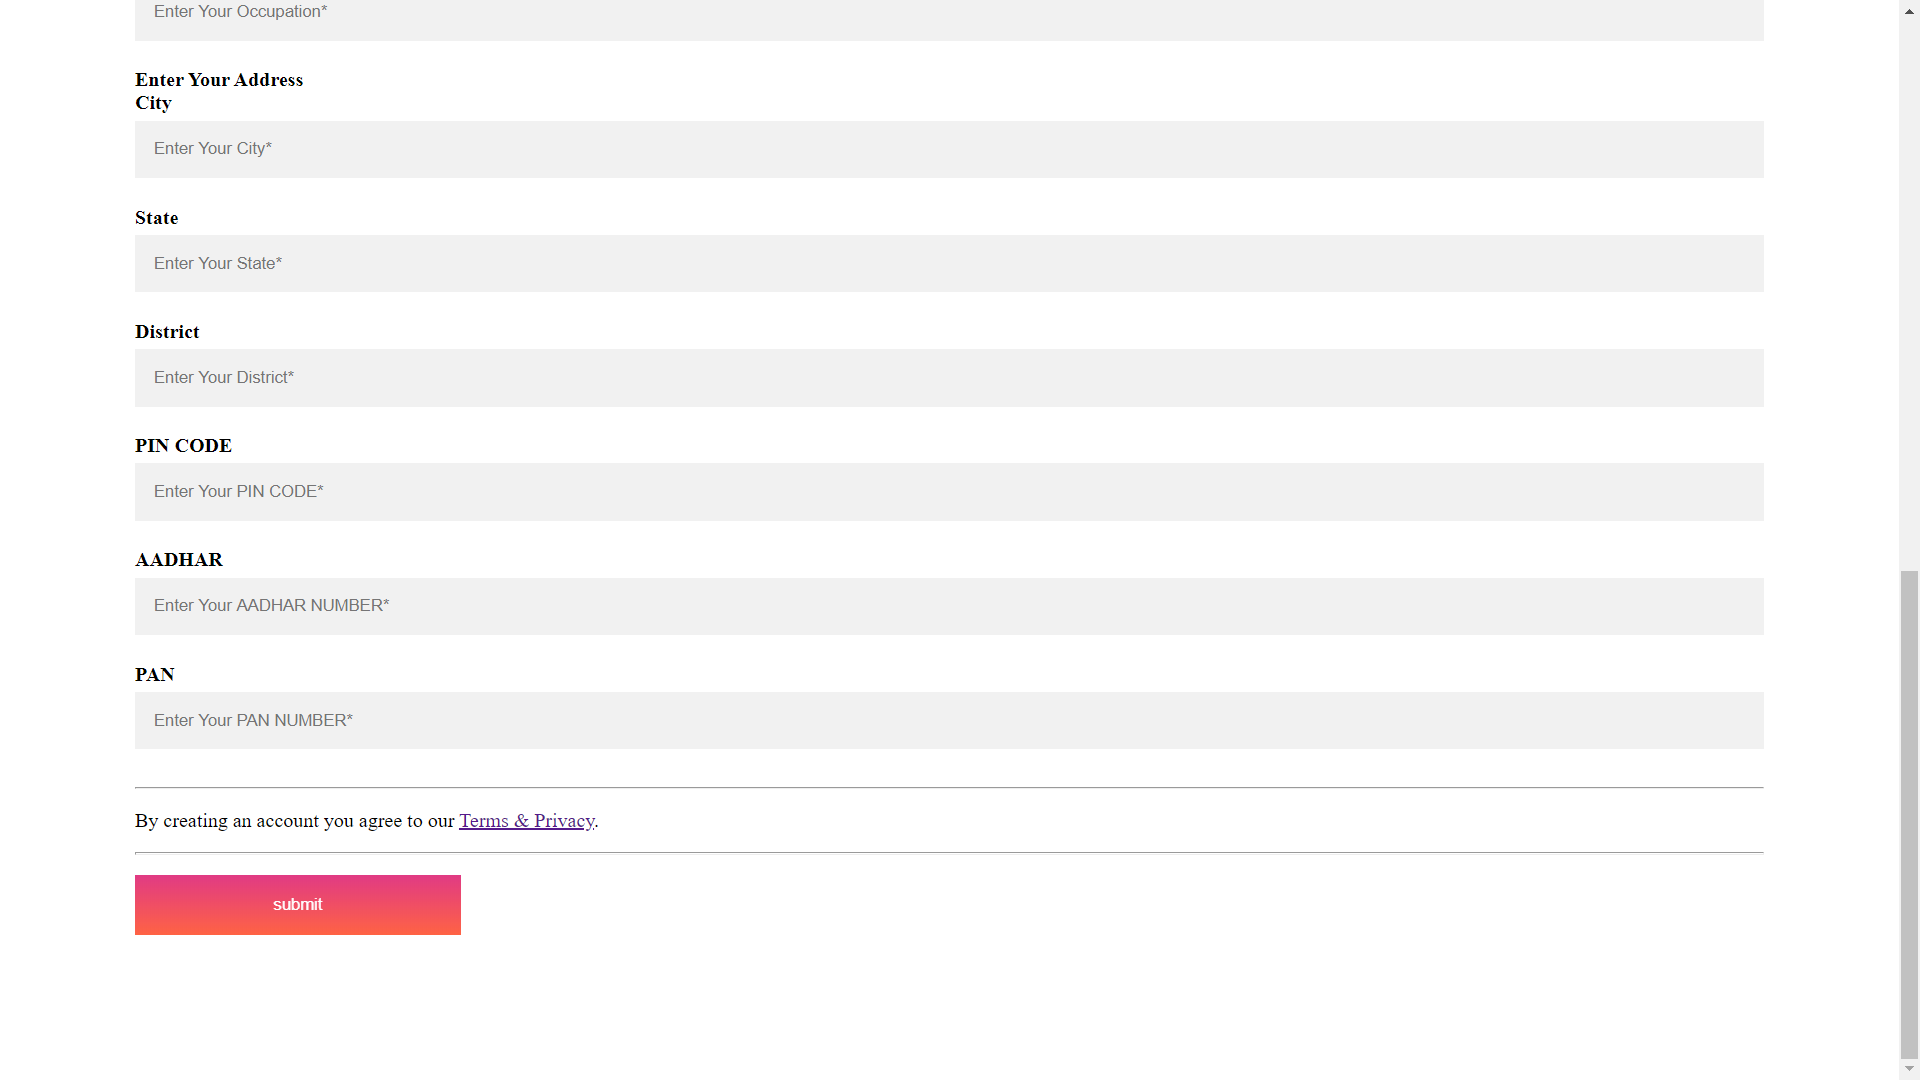 Enter Your Occupation*
Enter Your Address
City
Enter Your City*
State
Enter Your State*
District
Enter Your District*
PIN CODE
Enter Your PIN CODE*
AADHAR
Enter Your AADHAR NUMBER*
PAN
Enter Your PAN NUMBER*
By creating an account you agree to our Terms & Privacy.
submit